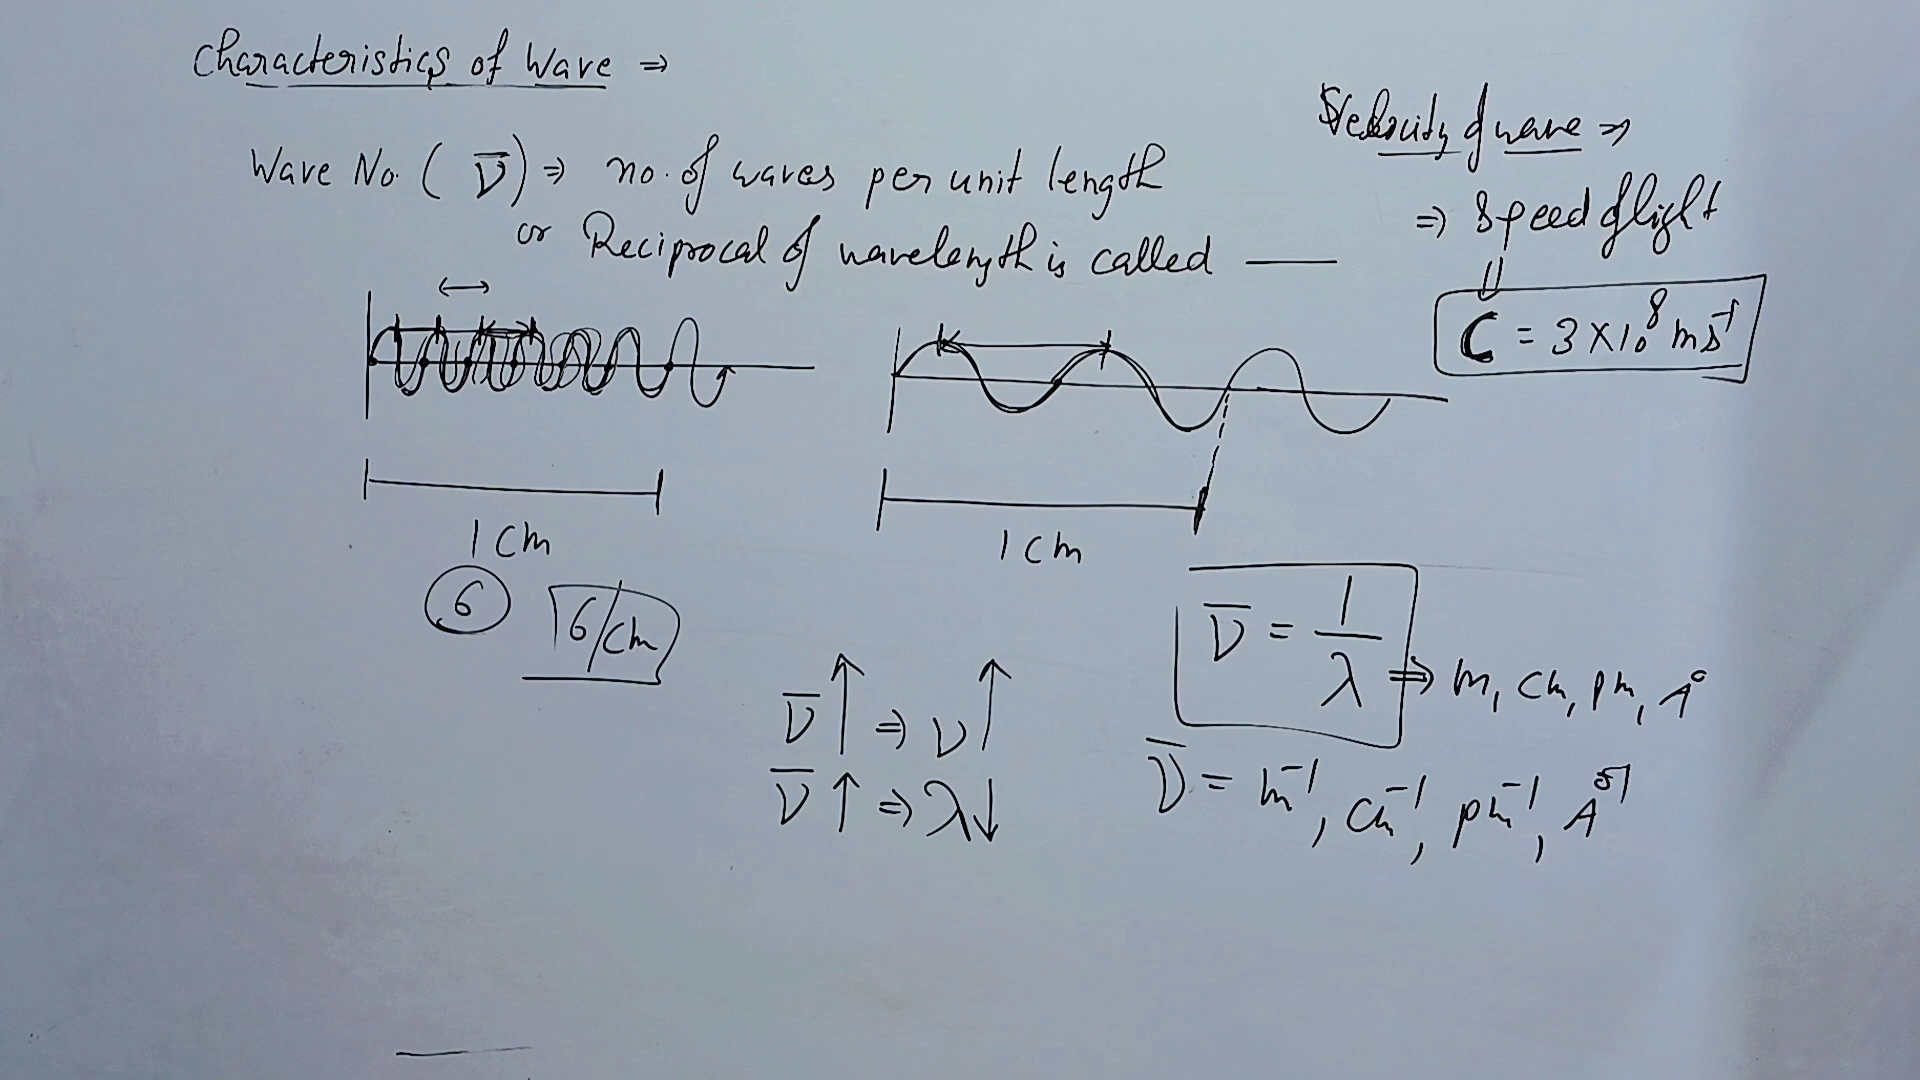 Characteristics of Wave ⇒
Wave No. ( ν̅ ) ⇒ no. of waves per unit length
or Reciprocal of wavelength is called ——
Velocity of wave ⇒
⇒ Speed of light
C = 3 × 10⁸ ms⁻¹
1 cm
1 cm
6
6/cm
ν̅ = 1/λ ⇒ m, cm, pm, A°
ν̅ ↑ ⇒ ν ↑
ν̅ ↑ ⇒ λ ↓
ν̅ = m⁻¹, cm⁻¹, pm⁻¹, A°⁻¹